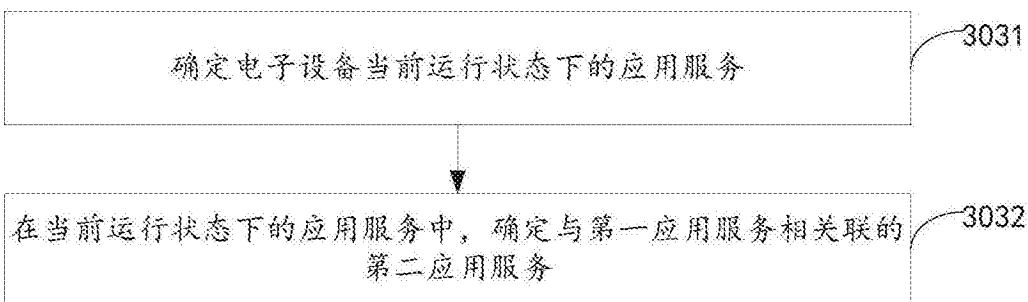 确定电子设备当前运行状态下的应用服务
3031
在当前运行状态下的应用服务中，确定与第一应用服务相关联的
第二应用服务
3032